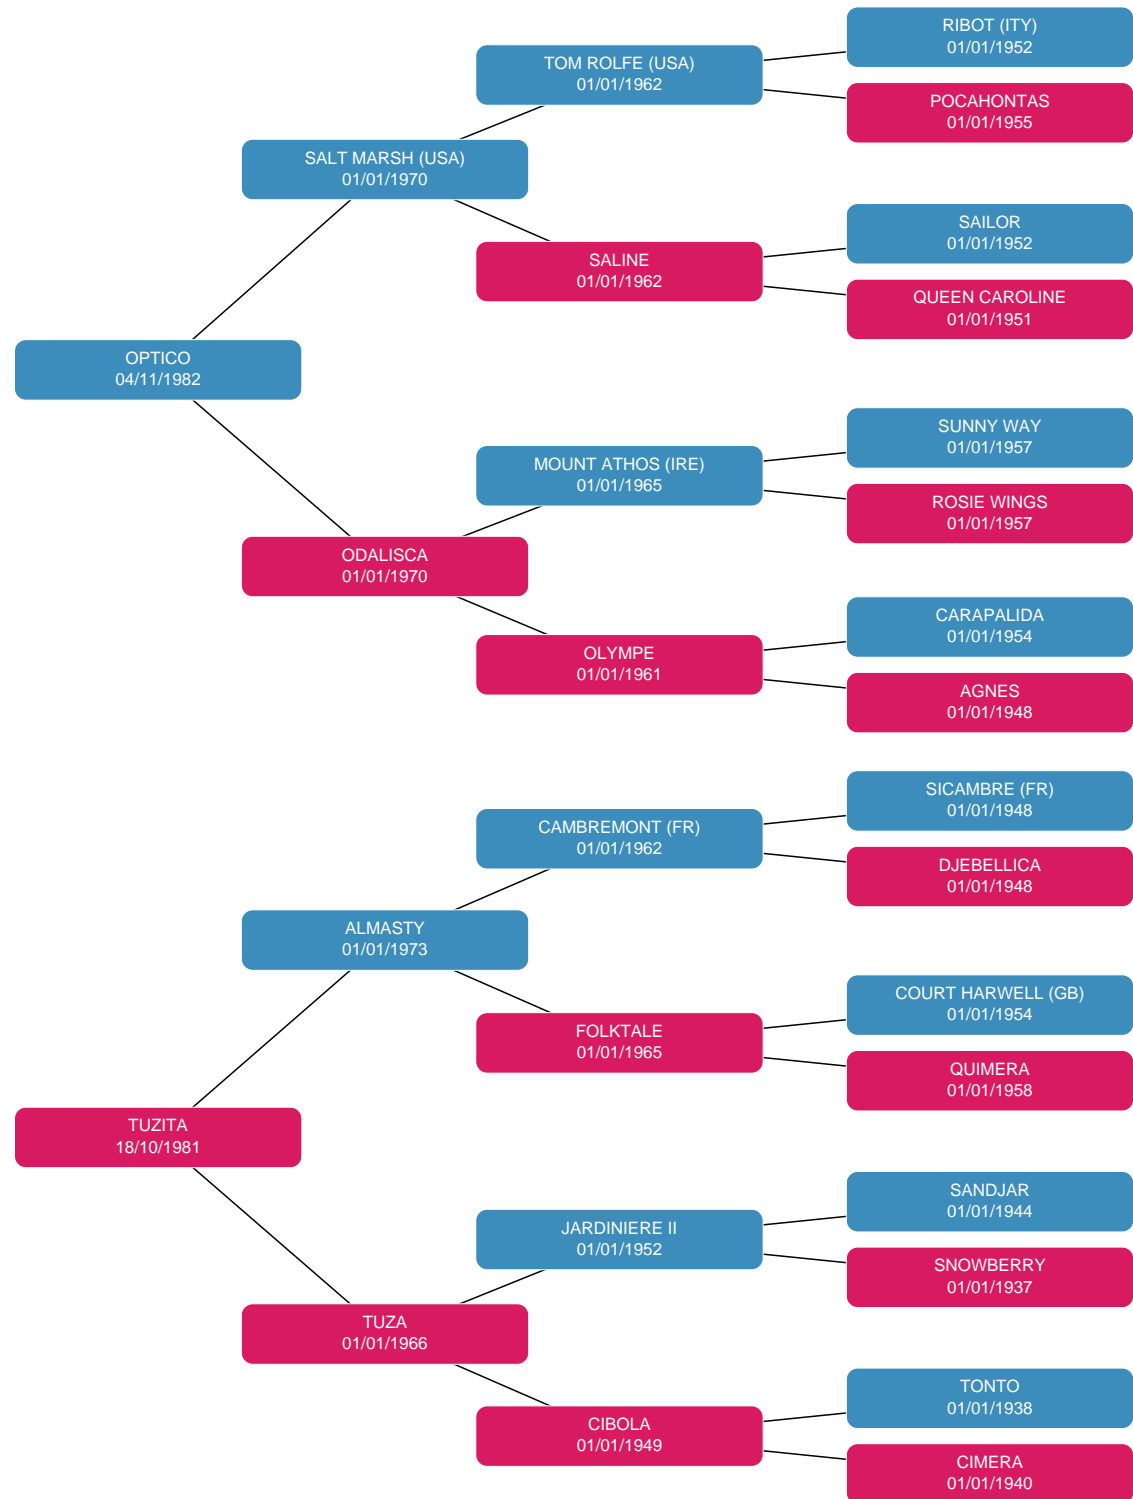 RIBOT (ITY)
01/01/1952
TOM ROLFE (USA)
01/01/1962
POCAHONTAS
01/01/1955
SALT MARSH (USA)
01/01/1970
SAILOR
01/01/1952
SALINE
01/01/1962
QUEEN CAROLINE
01/01/1951
OPTICO
04/11/1982
SUNNY WAY
01/01/1957
MOUNT ATHOS (IRE)
01/01/1965
ROSIE WINGS
01/01/1957
ODALISCA
01/01/1970
CARAPALIDA
01/01/1954
OLYMPE
01/01/1961
AGNES
01/01/1948
SICAMBRE (FR)
01/01/1948
CAMBREMONT (FR)
01/01/1962
DJEBELLICA
01/01/1948
ALMASTY
01/01/1973
COURT HARWELL (GB)
01/01/1954
FOLKTALE
01/01/1965
QUIMERA
01/01/1958
TUZITA
18/10/1981
SANDJAR
01/01/1944
JARDINIERE II
01/01/1952
SNOWBERRY
01/01/1937
TUZA
01/01/1966
TONTO
01/01/1938
CIBOLA
01/01/1949
CIMERA
01/01/1940